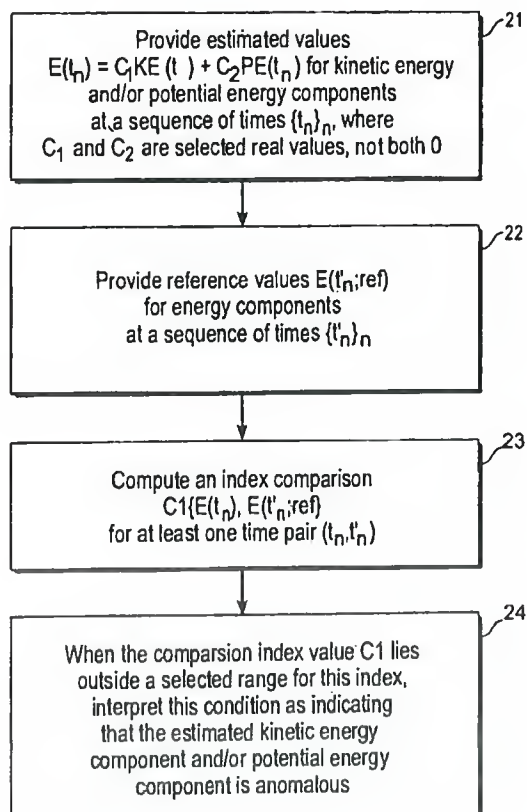 21
Provide estimated values
E(tn) = C1KE (t ) + C2PE(tn) for kinetic energy
and/or potential energy components
at a sequence of times {tn}n, where
C1 and C2 are selected real values, not both 0
22
Provide reference values E(t'n;ref)
for energy components
at a sequence of times {t'n}n
23
Compute an index comparison
C1{E(tn), E(t'n;ref}
for at least one time pair (tn,t'n)
24
When the comparsion index value C1 lies
outside a selected range for this index,
interpret this condition as indicating
that the estimated kinetic energy
component and/or potential energy
component is anomalous